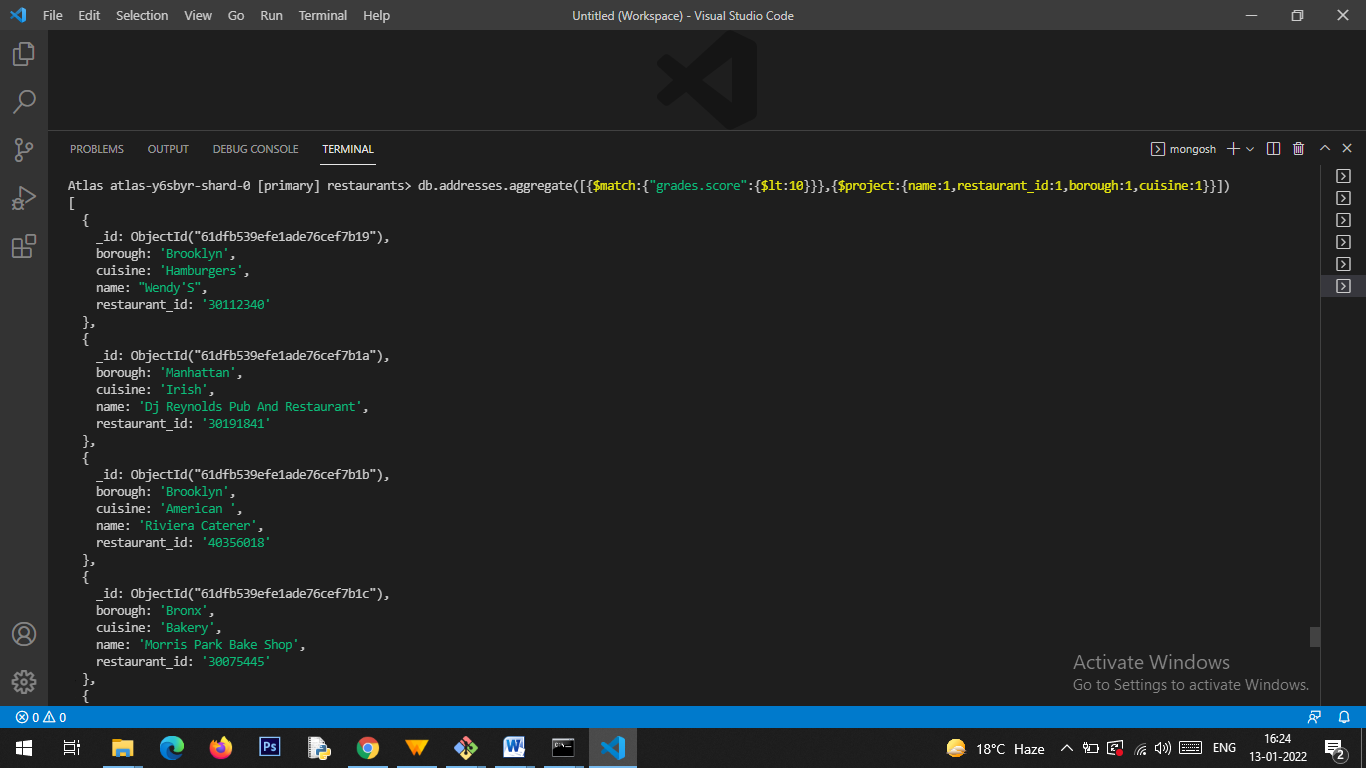 File Edit Selection View Go Run Terminal Help Untitled (Workspace) - Visual Studio Code
PROBLEMS OUTPUT DEBUG CONSOLE TERMINAL mongosh
Atlas atlas-y6sbyr-shard-0 [primary] restaurants> db.addresses.aggregate([{$match:{"grades.score":{$lt:10}}},{$project:{name:1,restaurant_id:1,borough:1,cuisine:1}}])
[
  {
    _id: ObjectId("61dfb539efe1ade76cef7b19"),
    borough: 'Brooklyn',
    cuisine: 'Hamburgers',
    name: "Wendy'S",
    restaurant_id: '30112340'
  },
  {
    _id: ObjectId("61dfb539efe1ade76cef7b1a"),
    borough: 'Manhattan',
    cuisine: 'Irish',
    name: 'Dj Reynolds Pub And Restaurant',
    restaurant_id: '30191841'
  },
  {
    _id: ObjectId("61dfb539efe1ade76cef7b1b"),
    borough: 'Brooklyn',
    cuisine: 'American ',
    name: 'Riviera Caterer',
    restaurant_id: '40356018'
  },
  {
    _id: ObjectId("61dfb539efe1ade76cef7b1c"),
    borough: 'Bronx',
    cuisine: 'Bakery',
    name: 'Morris Park Bake Shop',
    restaurant_id: '30075445'
  },
  {
Activate Windows
Go to Settings to activate Windows.
0 0
Ps W 18°C Haze ENG 16:24
13-01-2022 2